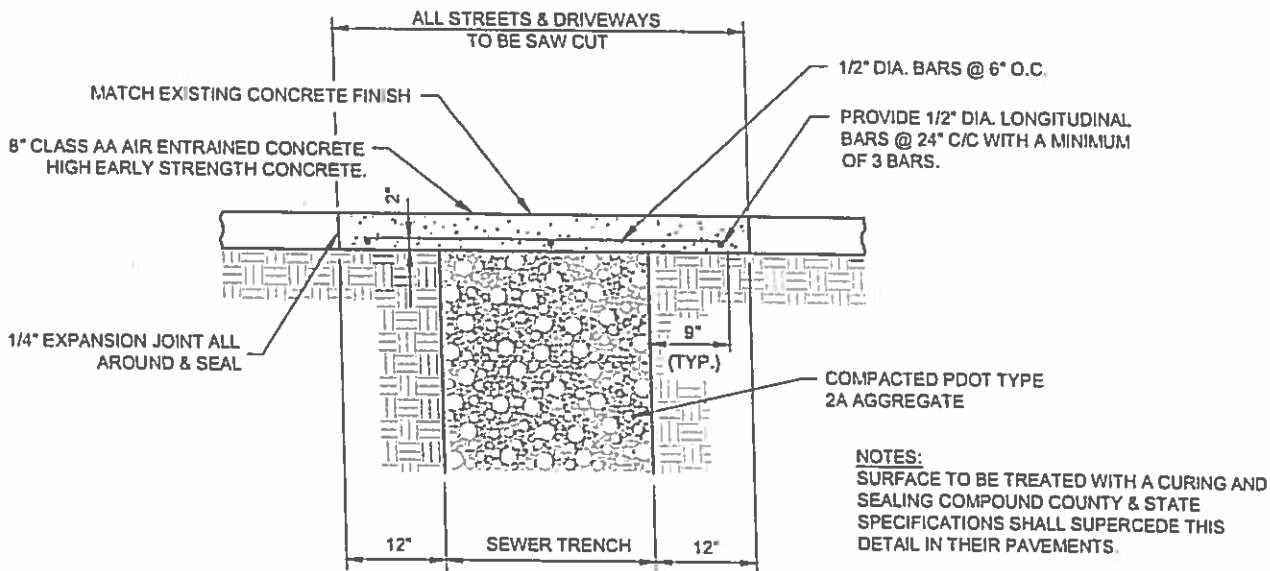 ALL STREETS & DRIVEWAYS
TO BE SAW CUT
MATCH EXISTING CONCRETE FINISH
8" CLASS AA AIR ENTRAINED CONCRETE
HIGH EARLY STRENGTH CONCRETE.
1/2" DIA. BARS @ 6" O.C.
PROVIDE 1/2" DIA. LONGITUDINAL
BARS @ 24" C/C WITH A MINIMUM
OF 3 BARS.
2"
1/4" EXPANSION JOINT ALL
AROUND & SEAL
9"
(TYP.)
COMPACTED PDOT TYPE
2A AGGREGATE
NOTES:
SURFACE TO BE TREATED WITH A CURING AND
SEALING COMPOUND COUNTY & STATE
SPECIFICATIONS SHALL SUPERCEDE THIS
DETAIL IN THEIR PAVEMENTS.
12"
SEWER TRENCH
12"